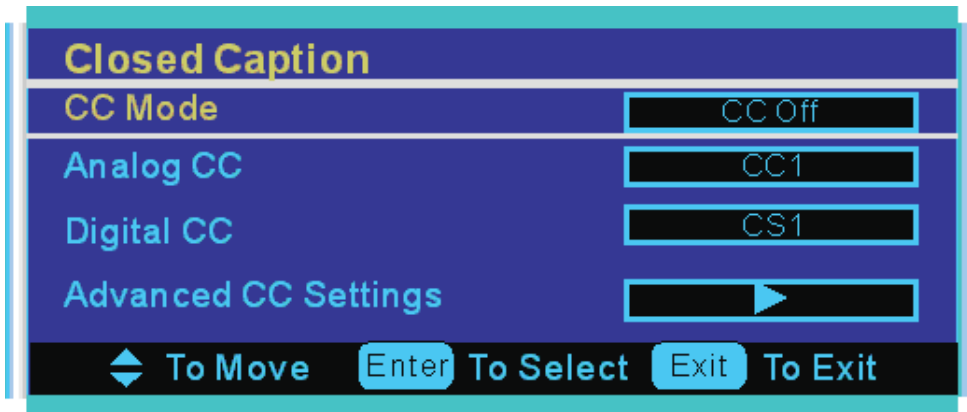 Closed Caption
CC Mode CC Off
Analog CC CC1
Digital CC CS1
Advanced CC Settings
To Move Enter To Select Exit To Exit